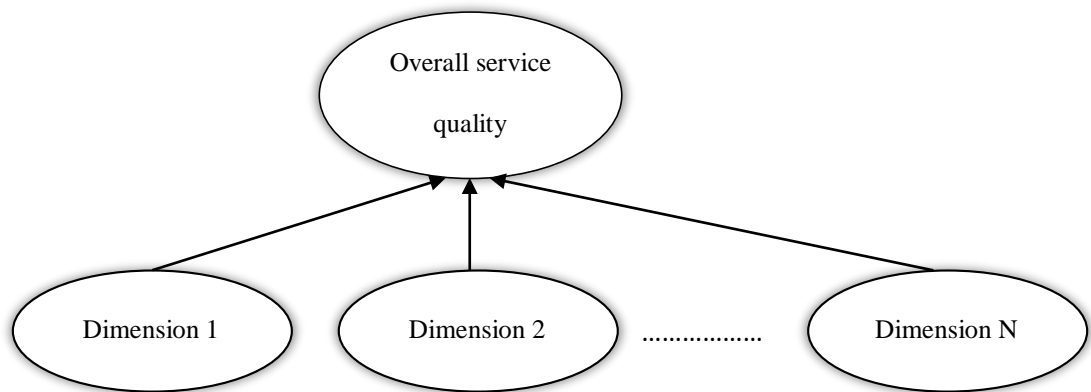 Overall service
quality
Dimension 1
Dimension 2
………………
Dimension N